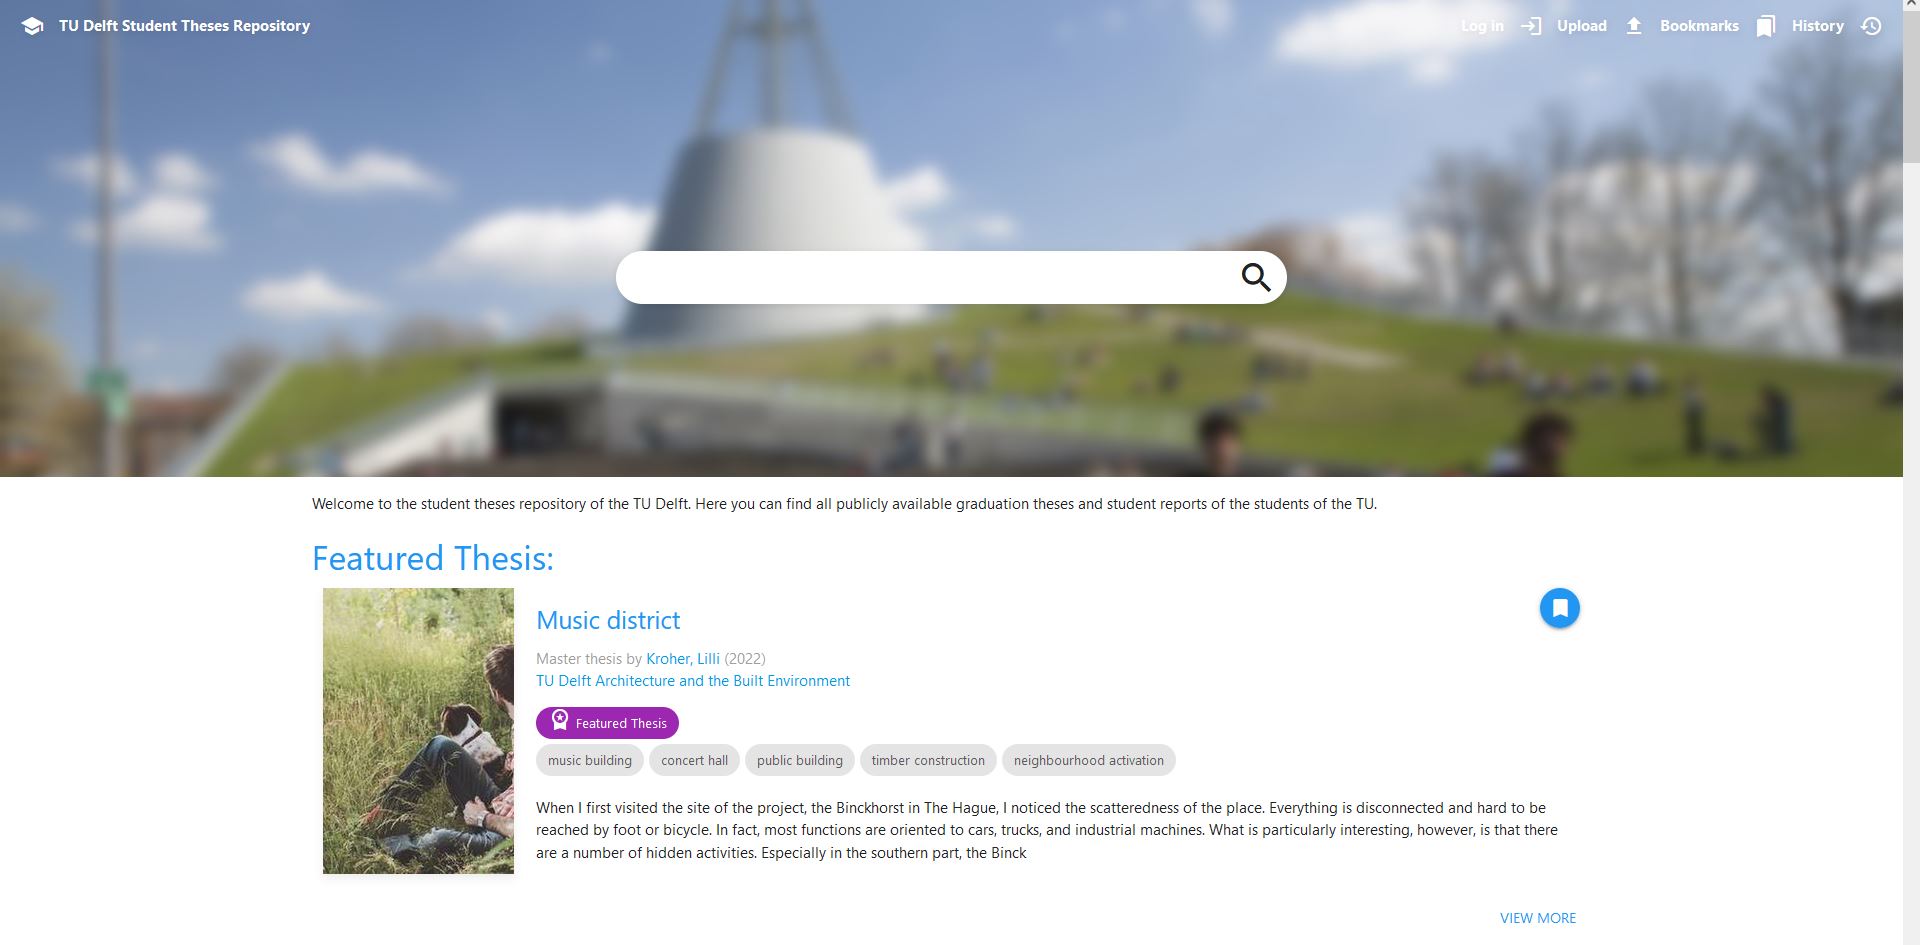 TU Delft Student Theses Repository
Log in
Upload
Bookmarks
History
Welcome to the student theses repository of the TU Delft. Here you can find all publicly available graduation theses and student reports of the students of the TU.
Featured Thesis:
Music district
Master thesis by Kroher, Lilli (2022)
TU Delft Architecture and the Built Environment
Featured Thesis
music building
concert hall
public building
timber construction
neighbourhood activation
When I first visited the site of the project, the Binckhorst in The Hague, I noticed the scatteredness of the place. Everything is disconnected and hard to be
reached by foot or bicycle. In fact, most functions are oriented to cars, trucks, and industrial machines. What is particularly interesting, however, is that there
are a number of hidden activities. Especially in the southern part, the Binck
VIEW MORE